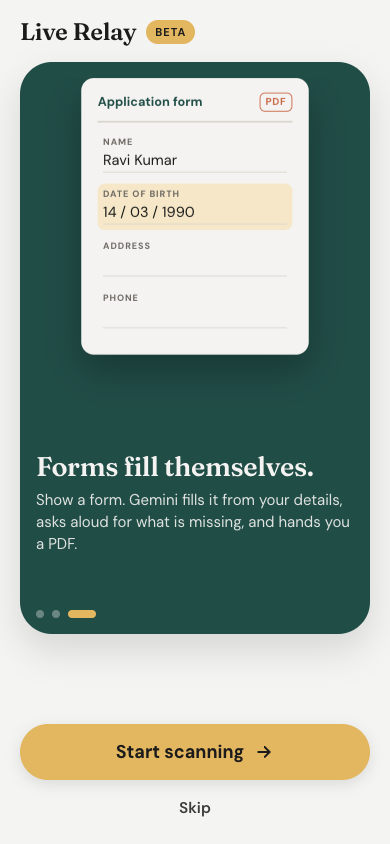 Live Relay BETA
Application form PDF
NAME
Ravi Kumar
DATE OF BIRTH
14 / 03 / 1990
ADDRESS
PHONE
Forms fill themselves.
Show a form. Gemini fills it from your details,
asks aloud for what is missing, and hands you
a PDF.
Start scanning →
Skip